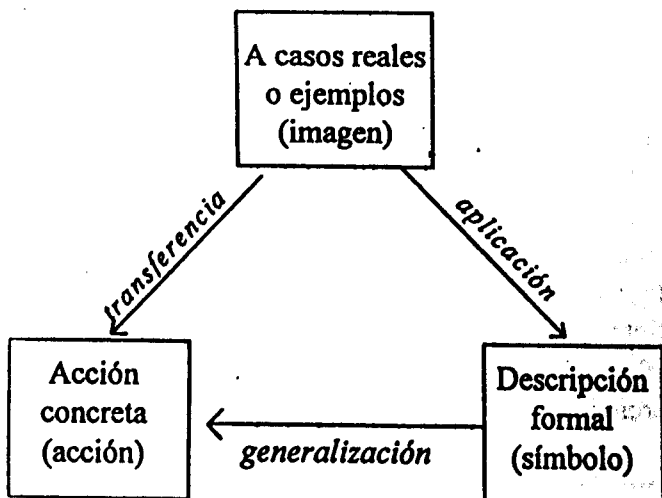 A casos reales
o ejemplos
(imagen)
transferencia
aplicación
Acción
concreta
(acción)
generalización
Descripción
formal
(símbolo)